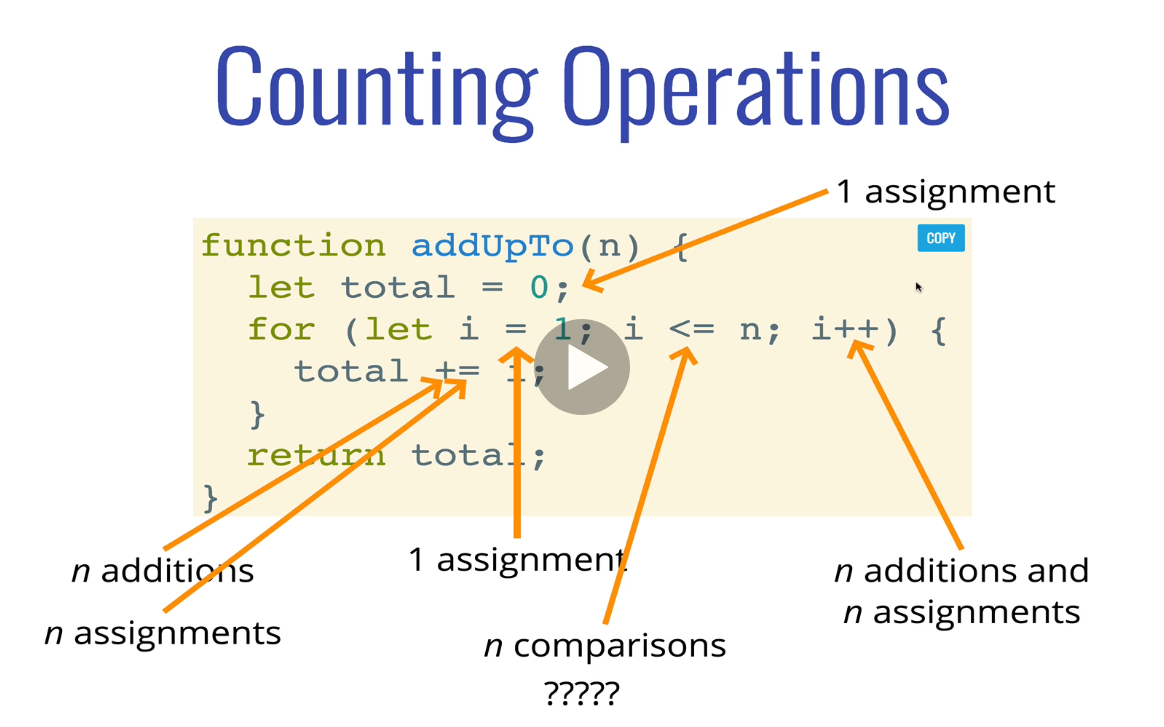 Counting Operations
1 assignment
COPY
function addUpTo(n) {
let total = 0;
for (let i = 1; i <= n; i++) {
total += i;
}
return total;
}
n additions
n assignments
1 assignment
n comparisons
?????
n additions and
n assignments